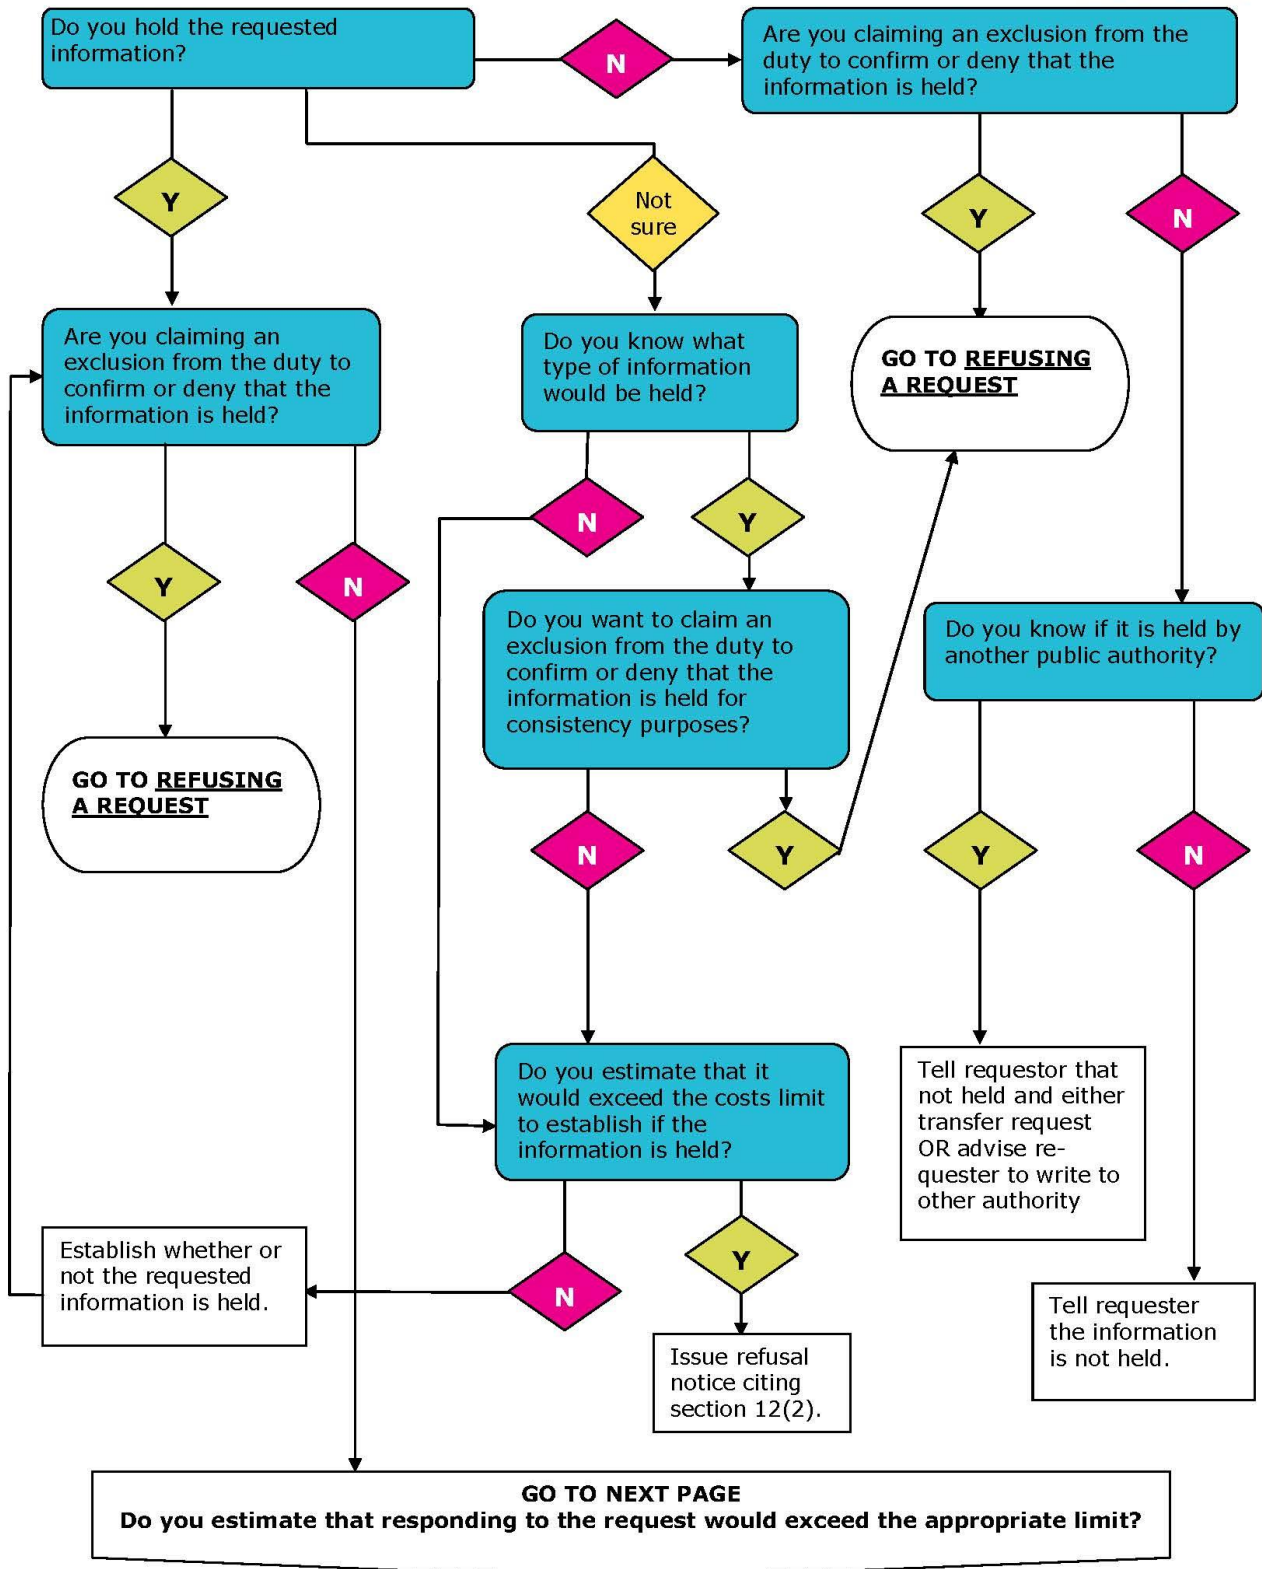 Do you hold the requested
information?
N
Are you claiming an exclusion from the
duty to confirm or deny that the
information is held?
Y
Not
sure
Y
N
Are you claiming an
exclusion from the duty to
confirm or deny that the
information is held?
Do you know what
type of information
would be held?
GO TO REFUSING
A REQUEST
N
Y
Y
N
Do you want to claim an
exclusion from the duty to
confirm or deny that the
information is held for
consistency purposes?
Do you know if it is held by
another public authority?
GO TO REFUSING
A REQUEST
N
Y
Y
N
Do you estimate that it
would exceed the costs limit
to establish if the
information is held?
Tell requestor that
not held and either
transfer request
OR advise re-
quester to write to
other authority
Establish whether or
not the requested
information is held.
N
Y
Tell requester
the information
is not held.
Issue refusal
notice citing
section 12(2).
GO TO NEXT PAGE
Do you estimate that responding to the request would exceed the appropriate limit?